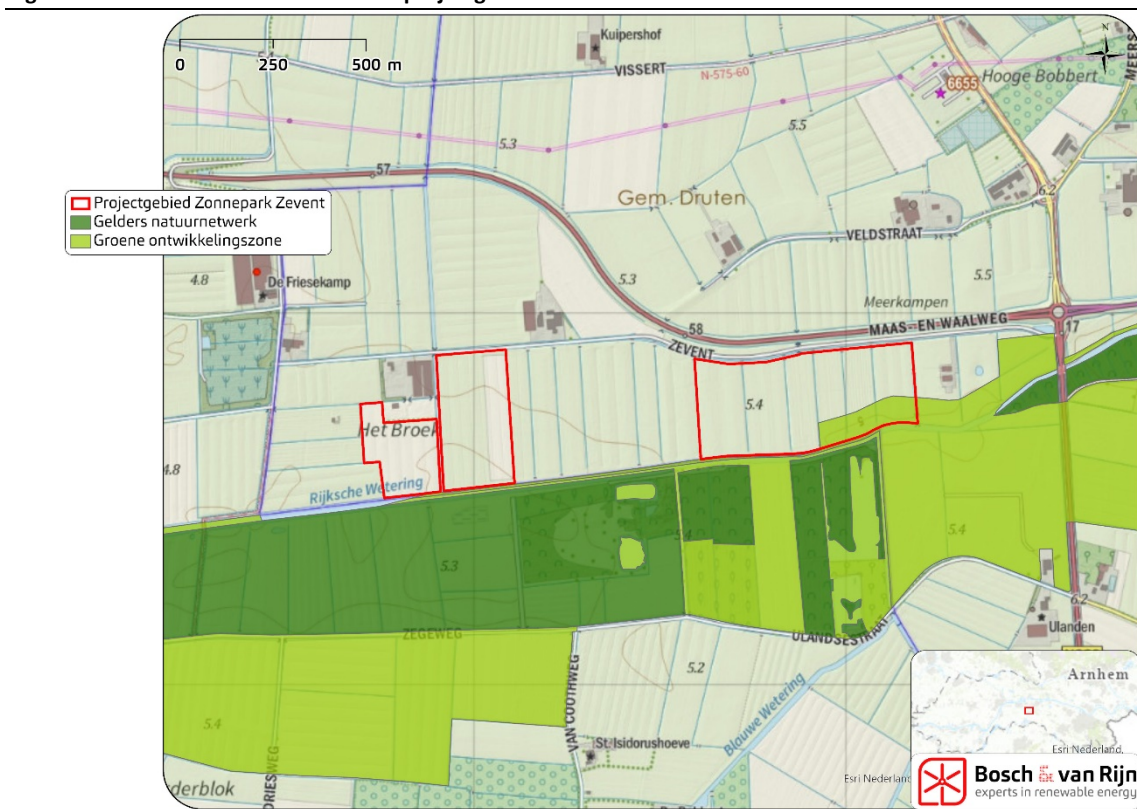 0 250 500 m
Kuipershof
VISSERT
N-575-60
6655
Hooge Bobbert
5.3
5.5
57
Gem. Druten
6.2
Projectgebied Zonnepark Zevent
Gelders natuurnetwerk
Groene ontwikkelingszone
VELDSTRAAT
4.8
De Friesekamp
5.3
5.5
Meerkampen
58
MAAS- EN WAALWEG
17
ZEVENT
5.4
Het Broek
4.8
Rijksche Wetering
5.4
5.4
5.3
6.2
ZEGEWEG
ULANDSESTRAAT
Ulanden
5.2
VAN COOTHWEG
Arnhem
Blauwe Wetering
5.4
St. Isidorushoeve
Esri Nederland,
Esri Nederland
derblok
DRIESWEG
Bosch & van Rijn
experts in renewable energy